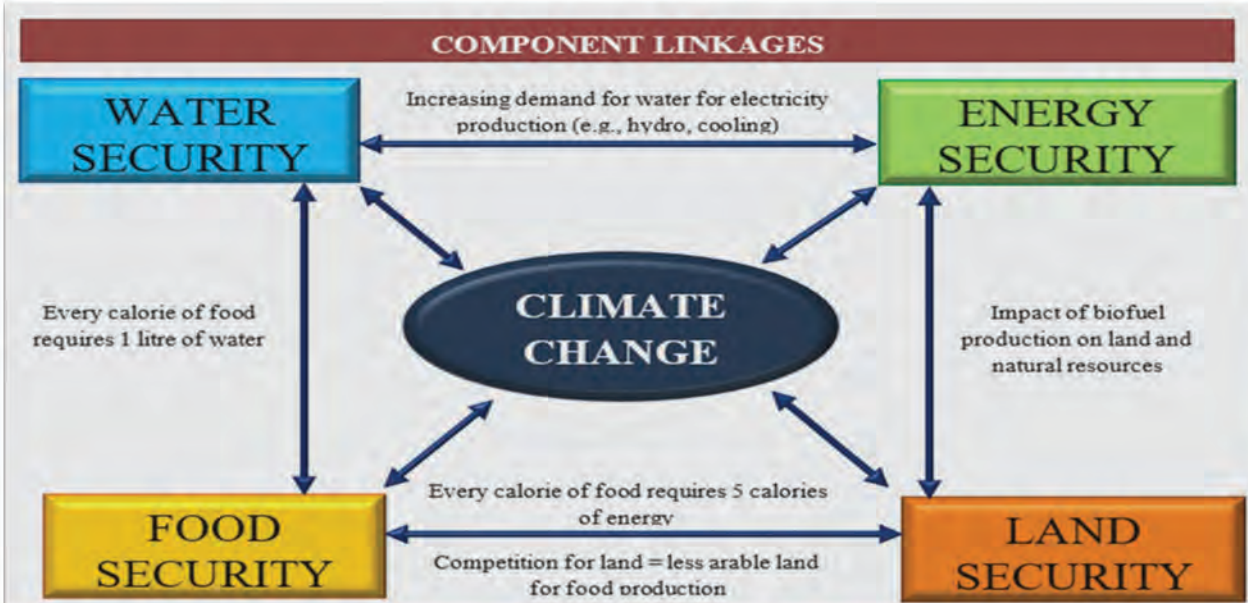 COMPONENT LINKAGES
WATER
SECURITY
Increasing demand for water for electricity
production (e.g., hydro, cooling)
ENERGY
SECURITY
Every calorie of food
requires 1 litre of water
CLIMATE
CHANGE
Impact of biofuel
production on land and
natural resources
FOOD
SECURITY
Every calorie of food requires 5 calories
of energy
Competition for land = less arable land
for food production
LAND
SECURITY